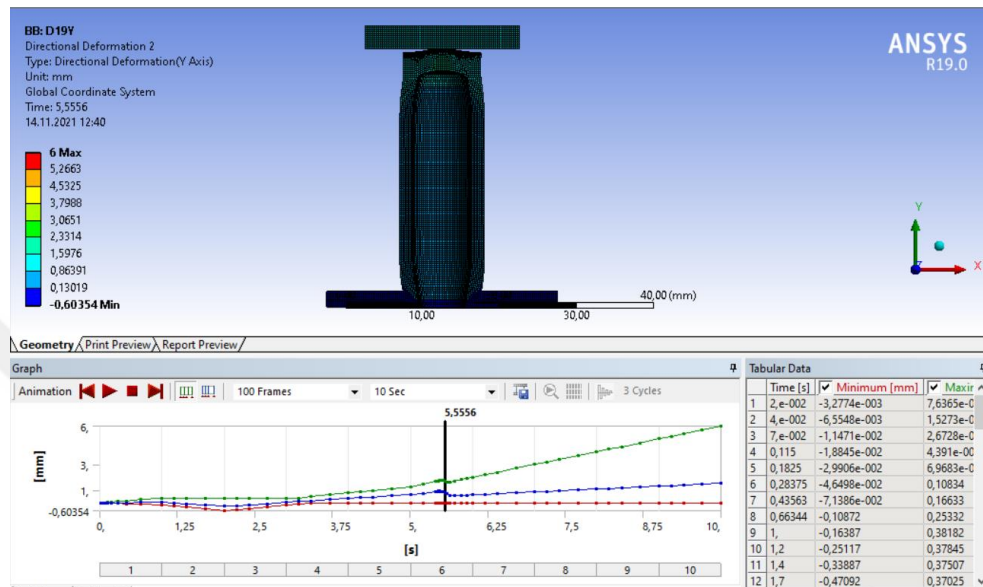 BB: D19Y
Directional Deformation 2
Type: Directional Deformation(Y Axis)
Unit: mm
Global Coordinate System
Time: 5,5556
14.11.2021 12:40
6 Max
5,2663
4,5325
3,7988
3,0651
2,3314
1,5976
0,86391
0,13019
-0,60354 Min
ANSYS
R19.0
Y
X
10,00
30,00
40,00 (mm)
Geometry Print Preview Report Preview
Graph
Animation 100 Frames 10 Sec 3 Cycles
5,5556
6,
3,
1,
-0,60354
[mm]
0, 1,25 2,5 3,75 5, 6,25 7,5 8,75 10,
[s]
1 2 3 4 5 6 7 8 9 10
Tabular Data
Time [s] Minimum [mm] Maxir
1 2,e-002 -3,2774e-003 7,6365e-0
2 4,e-002 -6,5548e-003 1,5273e-0
3 7,e-002 -1,1471e-002 2,6728e-0
4 0,115 -1,8845e-002 4,391e-00
5 0,1825 -2,9906e-002 6,9683e-0
6 0,28375 -4,6498e-002 0,10834
7 0,43563 -7,1386e-002 0,16633
8 0,66344 -0,10872 0,25332
9 1, -0,16387 0,38182
10 1,2 -0,25117 0,37845
11 1,4 -0,33887 0,37507
12 1,7 -0,47092 0,37025